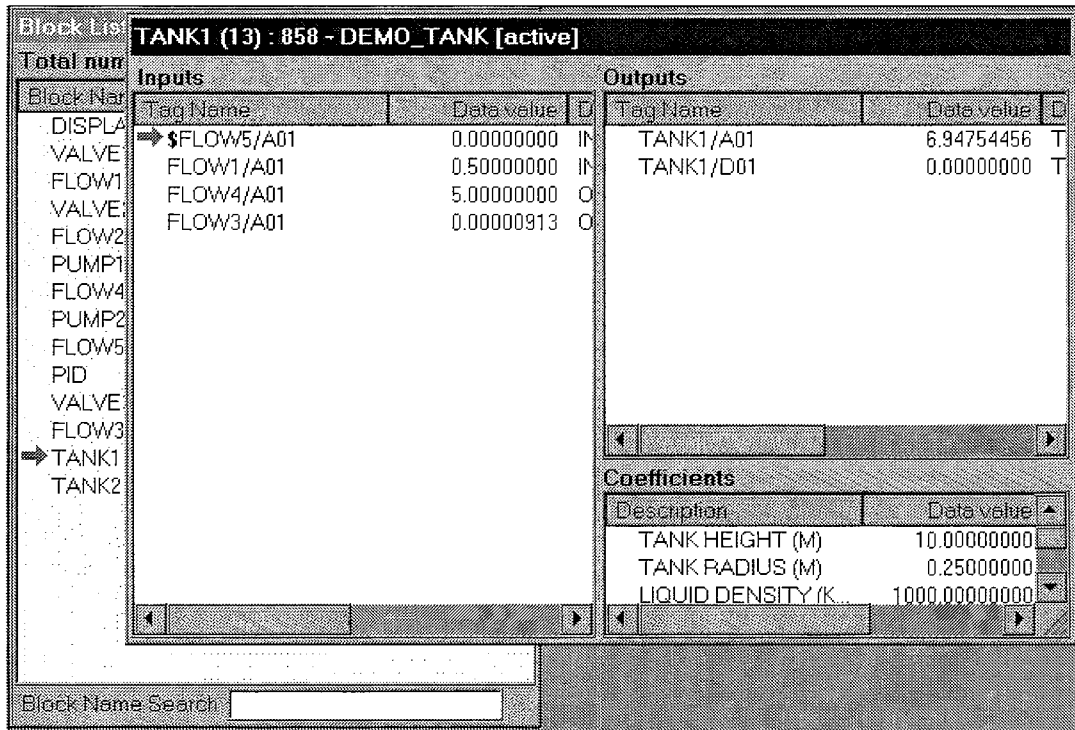 Block List
Total num
Block Nar
DISPLA
VALVE
FLOW1
VALVE
FLOW2
PUMP1
FLOW4
PUMP2
FLOW5
PID
VALVE
FLOW3
TANK1
TANK2
Block Name Search
TANK1 (13) : 858 - DEMO_TANK [active]
Inputs
Tag Name Data value D
$FLOW5/A01 0.00000000 IN
FLOW1/A01 0.50000000 IN
FLOW4/A01 5.00000000 O
FLOW3/A01 0.00000913 O
Outputs
Tag Name Data value D
TANK1/A01 6.94754456 T
TANK1/D01 0.00000000 T
Coefficients
Description Data value
TANK HEIGHT (M) 10.00000000
TANK RADIUS (M) 0.25000000
LIQUID DENSITY (K... 1000.00000000